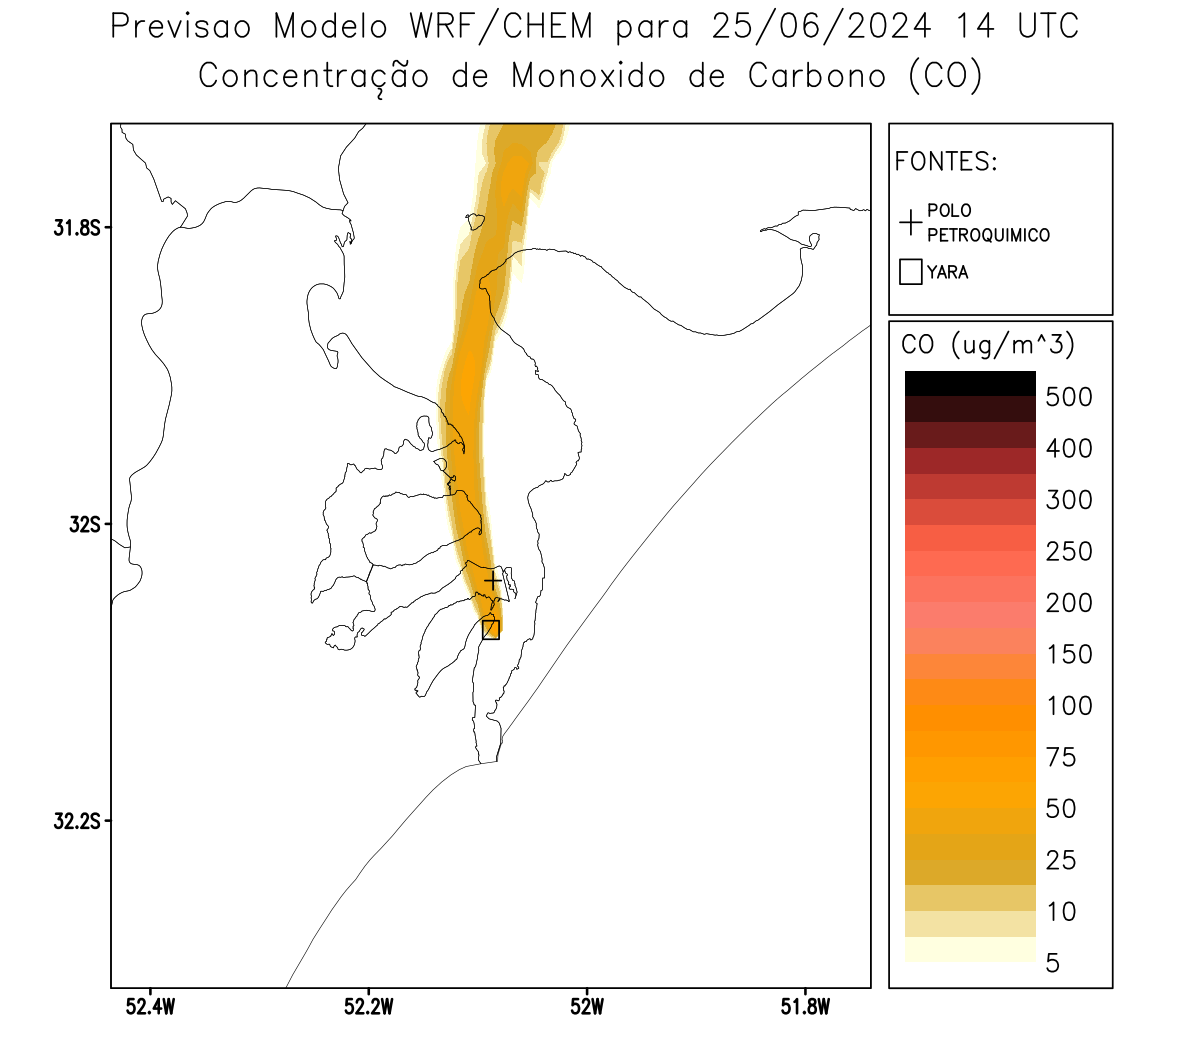 Previsao Modelo WRF/CHEM para 25/06/2024 14 UTC
Concentração de Monoxido de Carbono (CO)
FONTES:
POLO
PETROQUIMICO
YARA
CO (ug/m^3)
500
400
300
250
200
150
100
75
50
25
10
5
31.8S
32S
32.2S
52.4W
52.2W
52W
51.8W